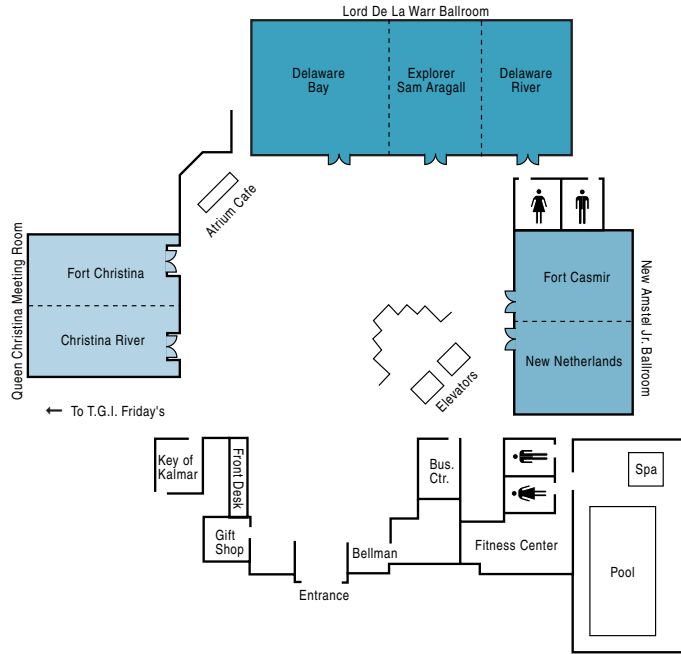 Lord De La Warr Ballroom
Delaware
Bay
Explorer
Sam Aragall
Delaware
River
Atrium Cafe
Queen Christina Meeting Room
Fort Christina
Christina River
Fort Casmir
New Netherlands
New Amstel Jr. Ballroom
Elevators
← To T.G.I. Friday's
Key of
Kalmar
Front Desk
Bus.
Ctr.
Spa
Gift
Shop
Bellman
Fitness Center
Pool
Entrance